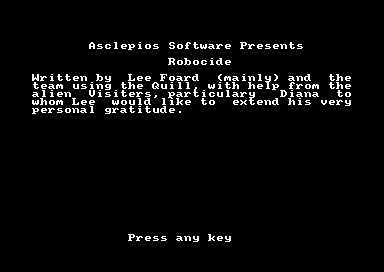 Asclepios Software Presents
Robocide
Written by  Lee Foard  (mainly) and  the
team using the Quill, with help from the
alien  Visiters, particulary   Diana  to
whom Lee  would like to  extend his very
personal gratitude.
Press any key